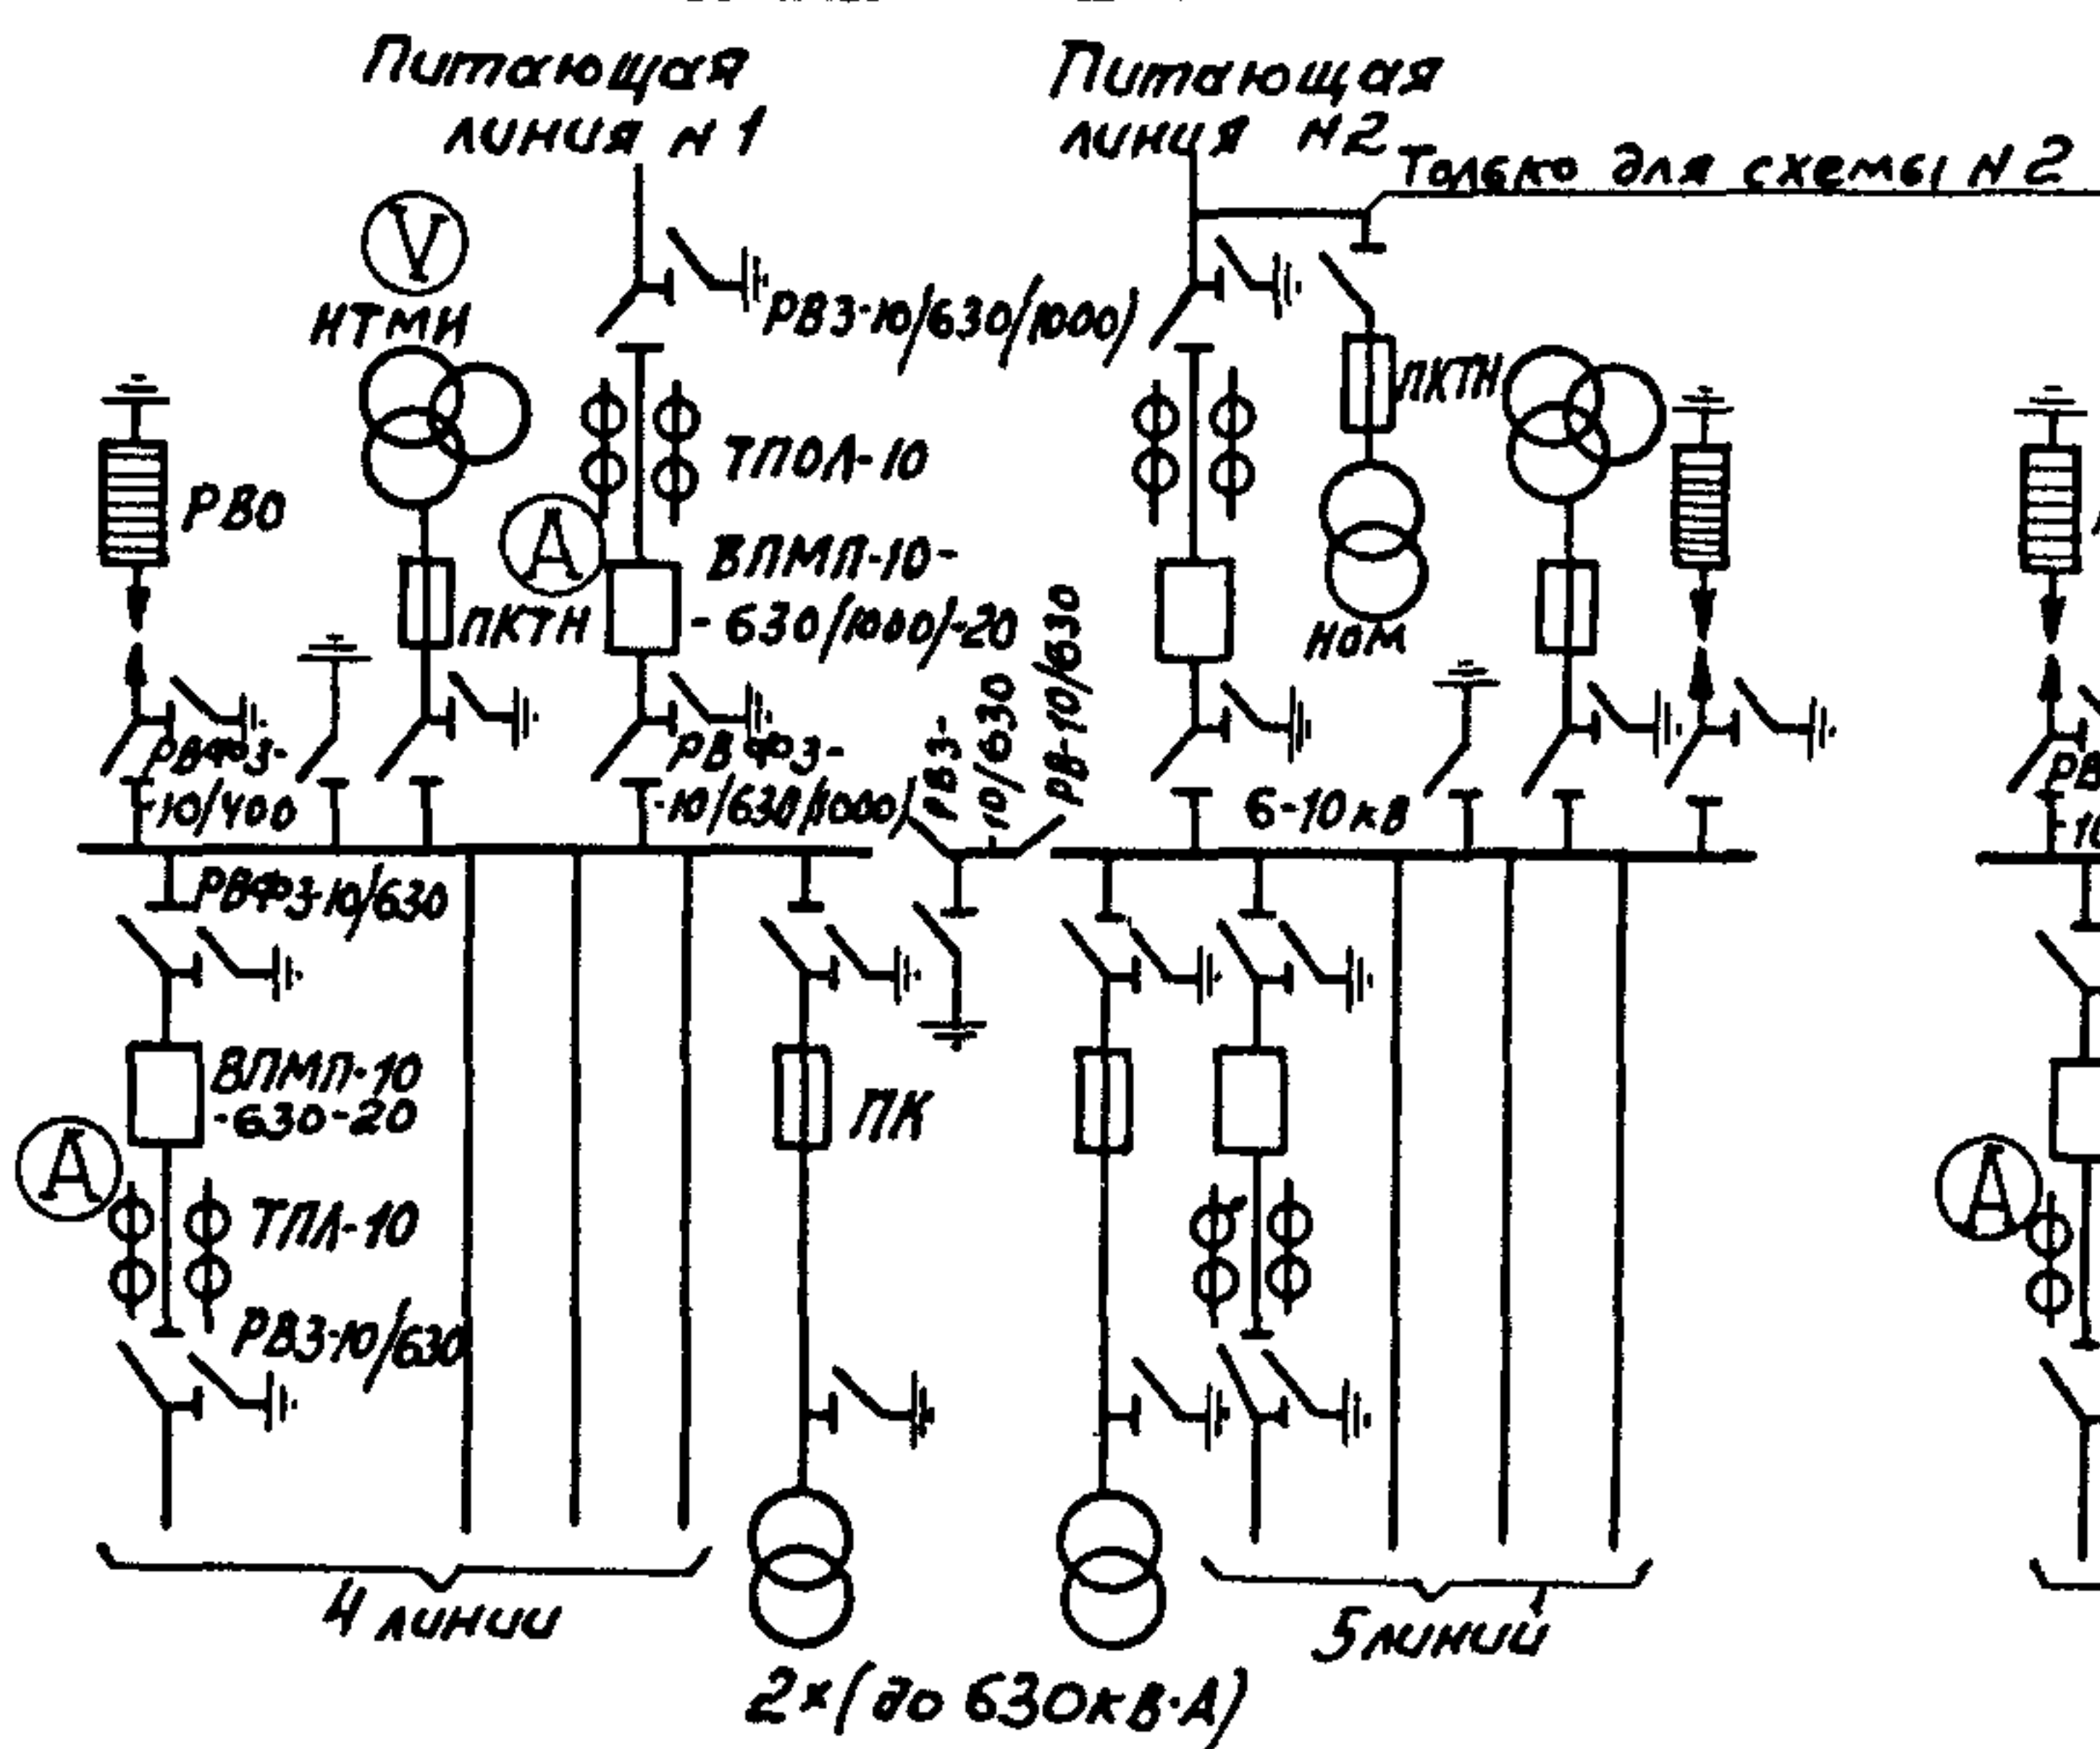 Питающая
линия N1
Питающая
линия N2
Только для схемы N2
V
НТМИ
РВЗ-10/630/1000/
ПКТН
ТПОЛ-10
РВО
A
ВПМП-10-
-630/1000/-20
ПКТН
НОМ
РВФЗ-
-10/400
РВФЗ-
-10/630/1000/
РВЗ-
-10/630
РВ-10/630
6-10кВ
РВФЗ-10/630
ВПМП-10
-630-20
ПК
A
ТПЛ-10
РВЗ-10/630
A
4 линии
5 линий
2×(до 630кВ·А)